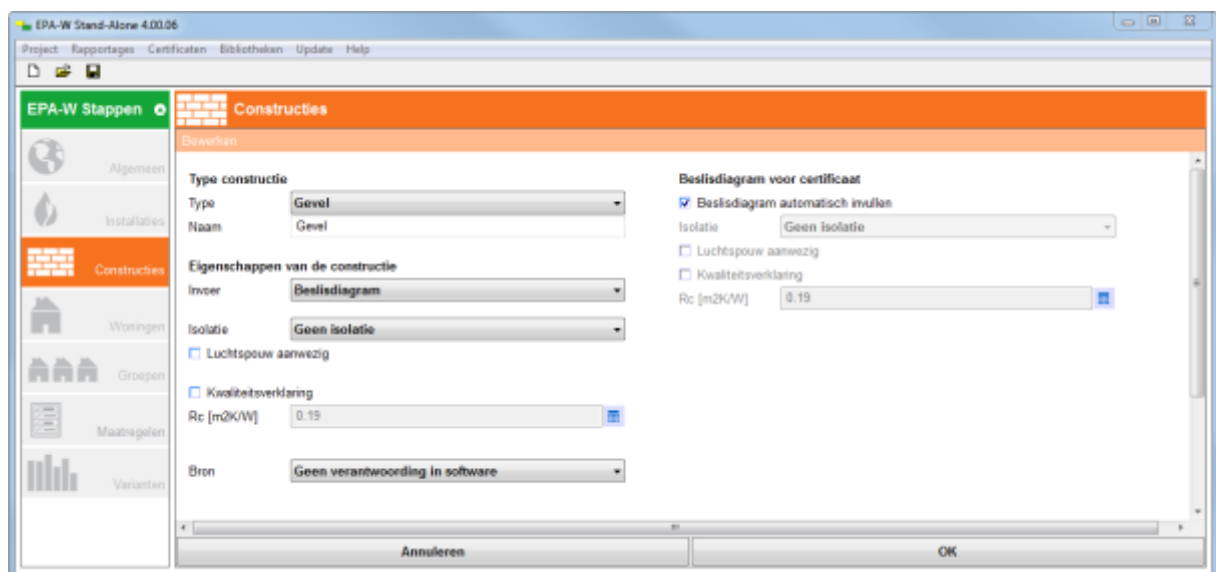 EPA-W Stand-Alone 4.00.06
Project Rapportages Certificaten Bibliotheken Update Help
EPA-W Stappen
Constructies
Bewerken
Algemeen
Installaties
Constructies
Woningen
Groepen
Maatregelen
Varianten
Type constructie
Type Gevel
Naam Gevel
Eigenschappen van de constructie
Invoer Beslisdiagram
Isolatie Geen isolatie
Luchtspouw aanwezig
Kwaliteitsverklaring
Rc [m2K/W] 0.19
Bron Geen verantwoording in software
Beslisdiagram voor certificaat
Beslisdiagram automatisch invullen
Isolatie Geen isolatie
Luchtspouw aanwezig
Kwaliteitsverklaring
Rc [m2K/W] 0.19
Annuleren OK